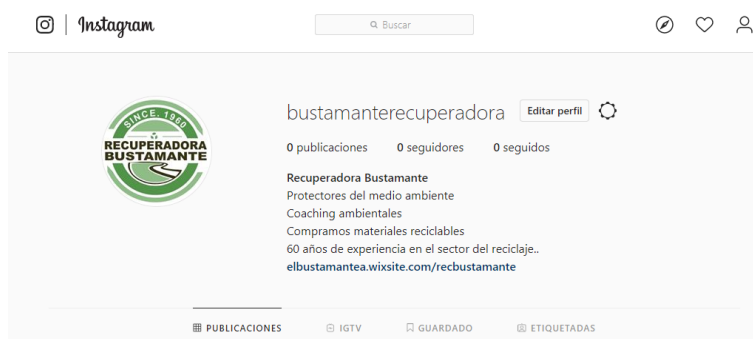 Instagram
Buscar
SINCE. 1960
RECUPERADORA
BUSTAMANTE
bustamanterecuperadora Editar perfil
0 publicaciones 0 seguidores 0 seguidos
Recuperadora Bustamante
Protectores del medio ambiente
Coaching ambientales
Compramos materiales reciclables
60 años de experiencia en el sector del reciclaje..
elbustamantea.wixsite.com/recbustamante
PUBLICACIONES IGTV GUARDADO ETIQUETADAS